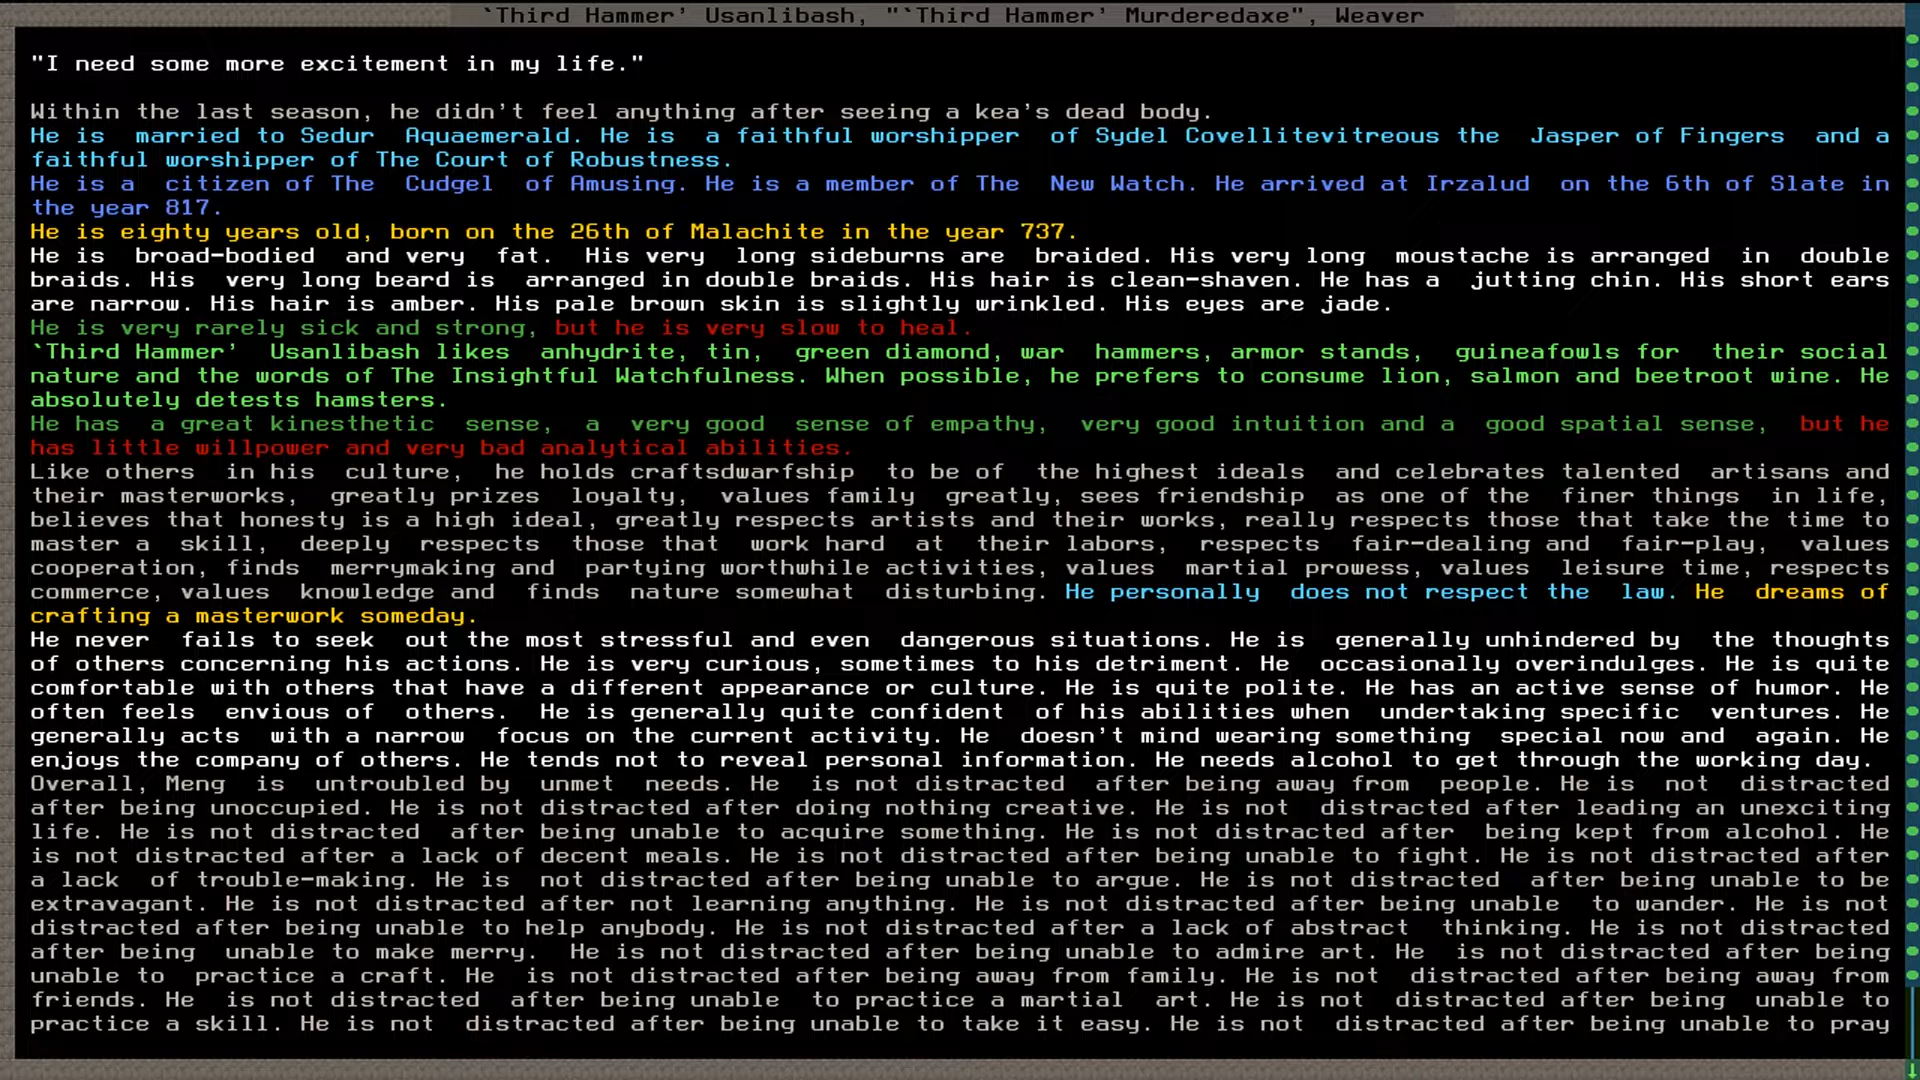 `Third Hammer' Usanlibash, "`Third Hammer' Murderedaxe", Weaver
"I need some more excitement in my life."
Within the last season, he didn't feel anything after seeing a kea's dead body.
He is married to Sedur Aquaemerald. He is a faithful worshipper of Sydel Covellitevitreous the Jasper of Fingers and a
faithful worshipper of The Court of Robustness.
He is a citizen of The Cudgel of Amusing. He is a member of The New Watch. He arrived at Irzalud on the 6th of Slate in
the year 817.
He is eighty years old, born on the 26th of Malachite in the year 737.
He is broad-bodied and very fat. His very long sideburns are braided. His very long moustache is arranged in double
braids. His very long beard is arranged in double braids. His hair is clean-shaven. He has a jutting chin. His short ears
are narrow. His hair is amber. His pale brown skin is slightly wrinkled. His eyes are jade.
He is very rarely sick and strong, but he is very slow to heal.
`Third Hammer' Usanlibash likes anhydrite, tin, green diamond, war hammers, armor stands, guineafowls for their social
nature and the words of The Insightful Watchfulness. When possible, he prefers to consume lion, salmon and beetroot wine. He
absolutely detests hamsters.
He has a great kinesthetic sense, a very good sense of empathy, very good intuition and a good spatial sense, but he
has little willpower and very bad analytical abilities.
Like others in his culture, he holds craftsdwarfship to be of the highest ideals and celebrates talented artisans and
their masterworks, greatly prizes loyalty, values family greatly, sees friendship as one of the finer things in life,
believes that honesty is a high ideal, greatly respects artists and their works, really respects those that take the time to
master a skill, deeply respects those that work hard at their labors, respects fair-dealing and fair-play, values
cooperation, finds merrymaking and partying worthwhile activities, values martial prowess, values leisure time, respects
commerce, values knowledge and finds nature somewhat disturbing. He personally does not respect the law. He dreams of
crafting a masterwork someday.
He never fails to seek out the most stressful and even dangerous situations. He is generally unhindered by the thoughts
of others concerning his actions. He is very curious, sometimes to his detriment. He occasionally overindulges. He is quite
comfortable with others that have a different appearance or culture. He is quite polite. He has an active sense of humor. He
often feels envious of others. He is generally quite confident of his abilities when undertaking specific ventures. He
generally acts with a narrow focus on the current activity. He doesn't mind wearing something special now and again. He
enjoys the company of others. He tends not to reveal personal information. He needs alcohol to get through the working day.
Overall, Meng is untroubled by unmet needs. He is not distracted after being away from people. He is not distracted
after being unoccupied. He is not distracted after doing nothing creative. He is not distracted after leading an unexciting
life. He is not distracted after being unable to acquire something. He is not distracted after being kept from alcohol. He
is not distracted after a lack of decent meals. He is not distracted after being unable to fight. He is not distracted after
a lack of trouble-making. He is not distracted after being unable to argue. He is not distracted after being unable to be
extravagant. He is not distracted after not learning anything. He is not distracted after being unable to wander. He is not
distracted after being unable to help anybody. He is not distracted after a lack of abstract thinking. He is not distracted
after being unable to make merry. He is not distracted after being unable to admire art. He is not distracted after being
unable to practice a craft. He is not distracted after being away from family. He is not distracted after being away from
friends. He is not distracted after being unable to practice a martial art. He is not distracted after being unable to
practice a skill. He is not distracted after being unable to take it easy. He is not distracted after being unable to pray